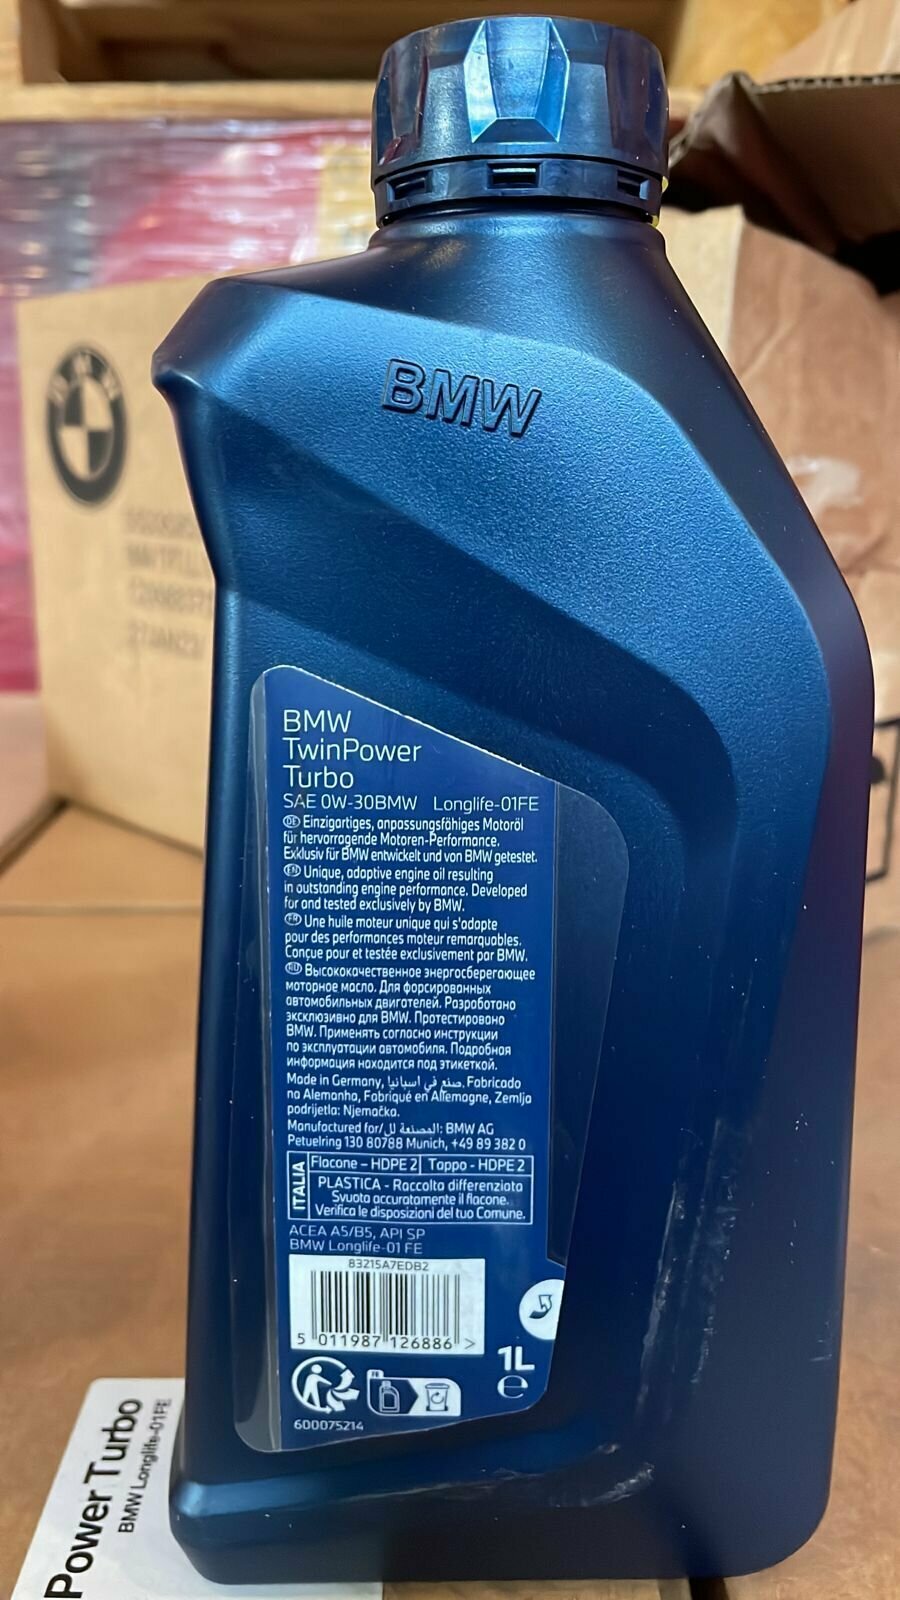 BMW
BMW
TwinPower
Turbo
SAE 0W-30BMW Longlife-01FE
DE Einzigartiges, anpassungsfähiges Motoröl
für hervorragende Motoren-Performance.
Exklusiv für BMW entwickelt und von BMW getestet.
EN Unique, adaptive engine oil resulting
in outstanding engine performance. Developed
for and tested exclusively by BMW.
FR Une huile moteur unique qui s'adapte
pour des performances moteur remarquables.
Conçue pour et testée exclusivement par BMW.
RU Высококачественное энергосберегающее
моторное масло. Для форсированных
автомобильных двигателей. Разработано
эксклюзивно для BMW. Протестировано
BMW. Применять согласно инструкции
по эксплуатации автомобиля. Подробная
информация находится под этикеткой.
Made in Germany, صنع في اسبانيا. Fabricado
na Alemanha, Fabriqué en Allemagne, Zemlja
podrijetla: Njemačka.
Manufactured for/المصنعة لل: BMW AG
Petuelring 130 80788 Munich, +49 89 382 0
ITALIA
Flacone – HDPE 2 Tappo - HDPE 2
PLASTICA - Raccolta differenziata
Svuota accuratamente il flacone.
Verifica le disposizioni del tuo Comune.
ACEA A5/B5, API SP
BMW Longlife-01 FE
83215A7EDB2
5 011987 126886 >
1L
e
FR
600075214
BMW
27JAN22
Power Turbo
BMW Longlife-01FE